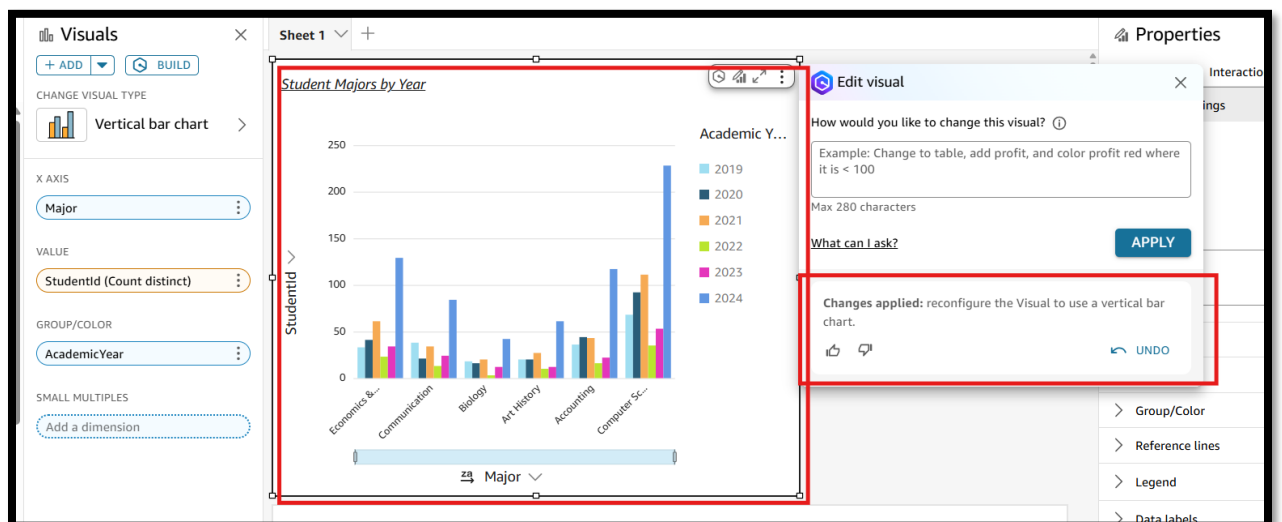 Visuals
+ ADD
BUILD
CHANGE VISUAL TYPE
Vertical bar chart
X AXIS
Major
VALUE
StudentId (Count distinct)
GROUP/COLOR
AcademicYear
SMALL MULTIPLES
Add a dimension
Sheet 1
Student Majors by Year
250
200
150
100
50
0
StudentId
Economics &...
Communication
Biology
Art History
Accounting
Computer Sc...
za
Major
Academic Y...
2019
2020
2021
2022
2023
2024
Edit visual
How would you like to change this visual?
Example: Change to table, add profit, and color profit red where
it is < 100
Max 280 characters
What can I ask?
APPLY
Changes applied: reconfigure the Visual to use a vertical bar
chart.
UNDO
Properties
Interactio
ings
Group/Color
Reference lines
Legend
Data labels